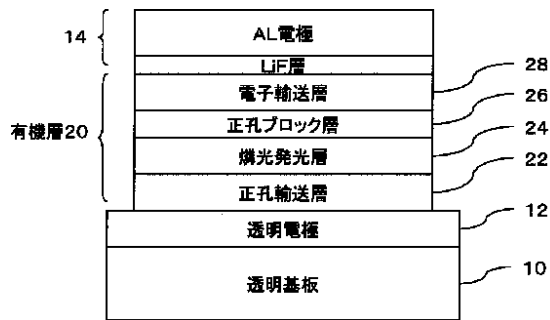 14
AL電極
LiF層
有機層20
電子輸送層
28
正孔ブロック層
26
燐光発光層
24
正孔輸送層
22
透明電極
12
透明基板
10